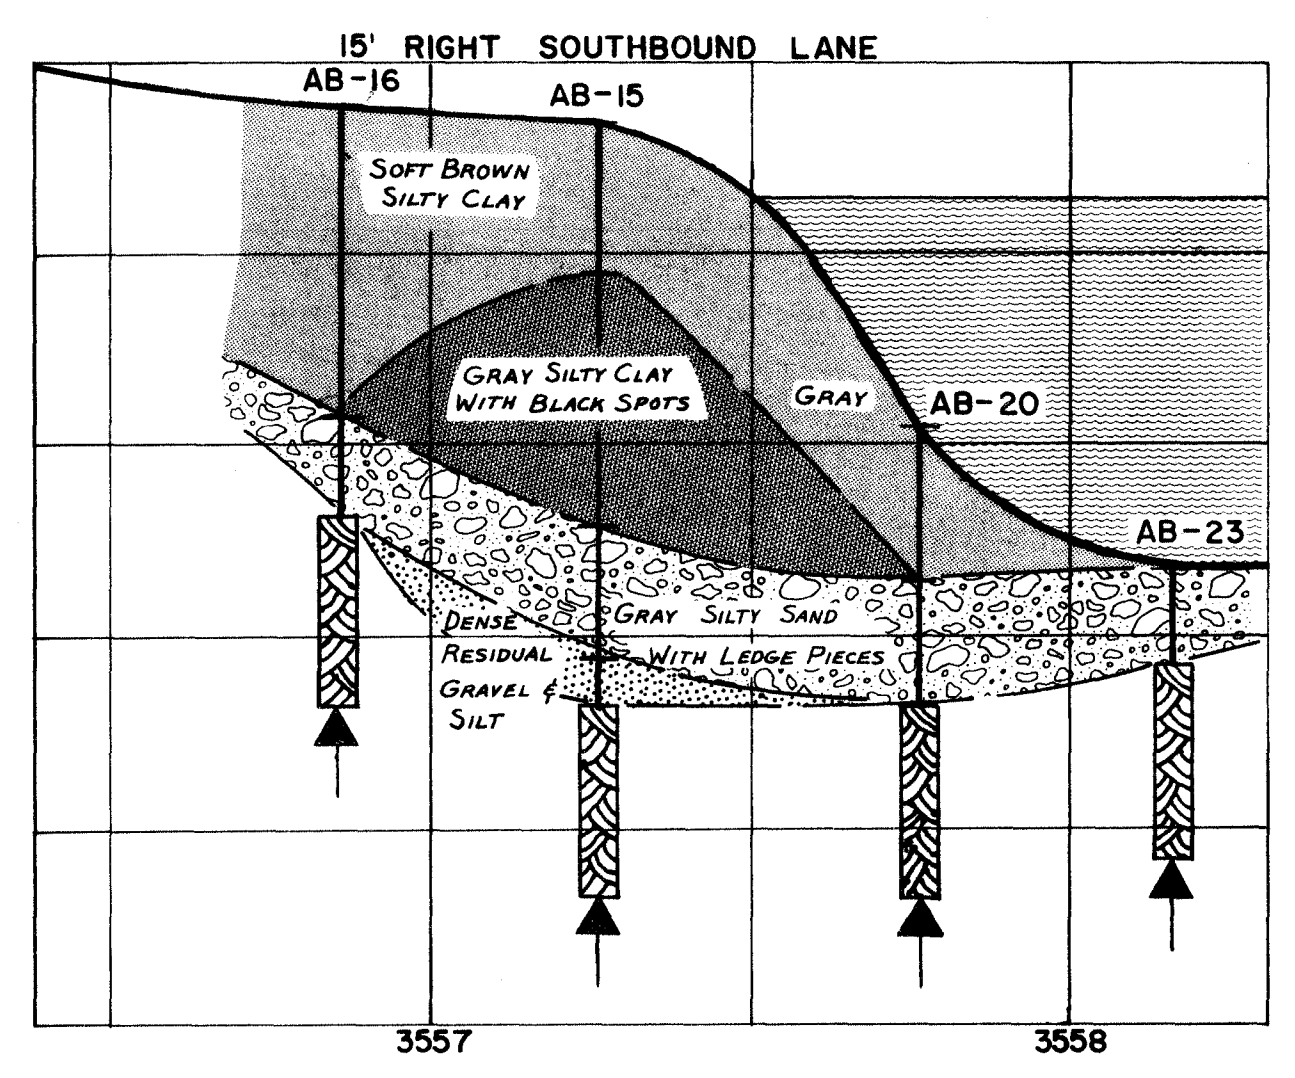 15' RIGHT SOUTHBOUND LANE
AB-16
AB-15
SOFT BROWN
SILTY CLAY
GRAY SILTY CLAY
WITH BLACK SPOTS
GRAY
AB-20
AB-23
GRAY SILTY SAND
WITH LEDGE PIECES
DENSE
RESIDUAL
GRAVEL &
SILT
3557
3558